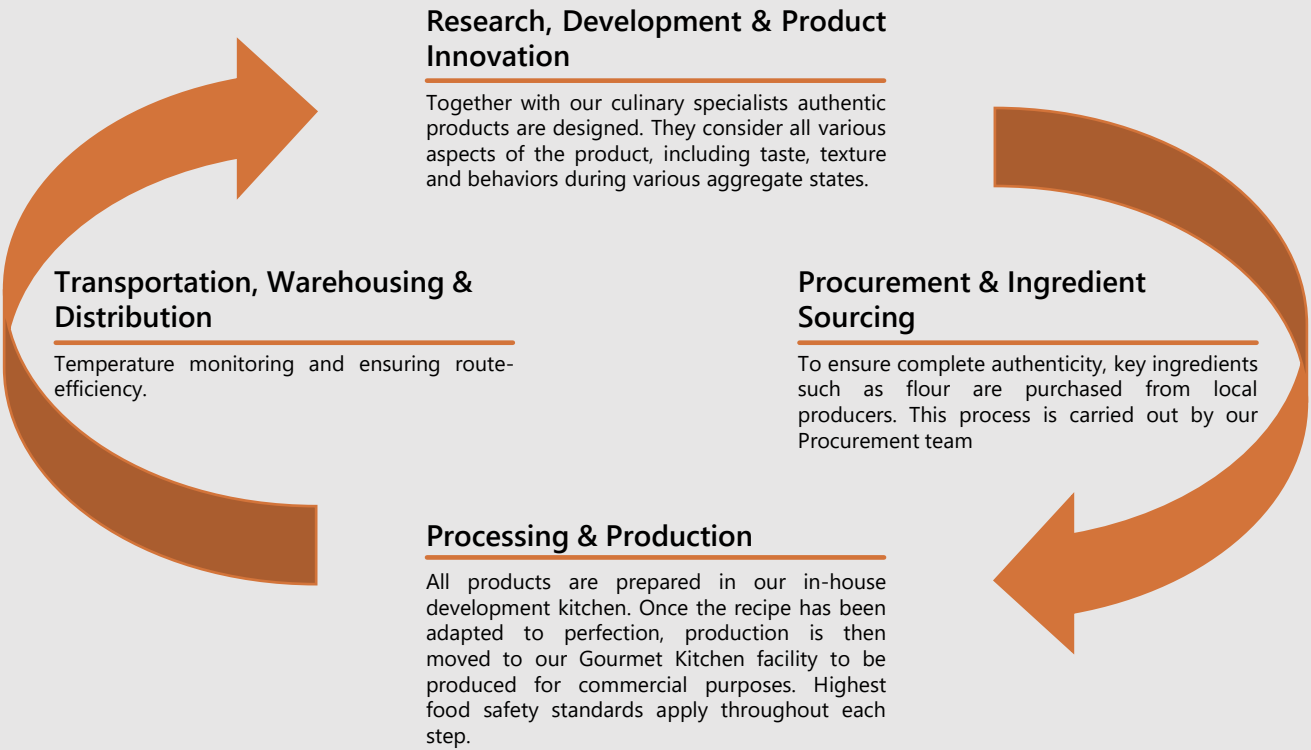 Research, Development & Product
Innovation
Together with our culinary specialists authentic
products are designed. They consider all various
aspects of the product, including taste, texture
and behaviors during various aggregate states.
Transportation, Warehousing &
Distribution
Temperature monitoring and ensuring route-
efficiency.
Procurement & Ingredient
Sourcing
To ensure complete authenticity, key ingredients
such as flour are purchased from local
producers. This process is carried out by our
Procurement team
Processing & Production
All products are prepared in our in-house
development kitchen. Once the recipe has been
adapted to perfection, production is then
moved to our Gourmet Kitchen facility to be
produced for commercial purposes. Highest
food safety standards apply throughout each
step.